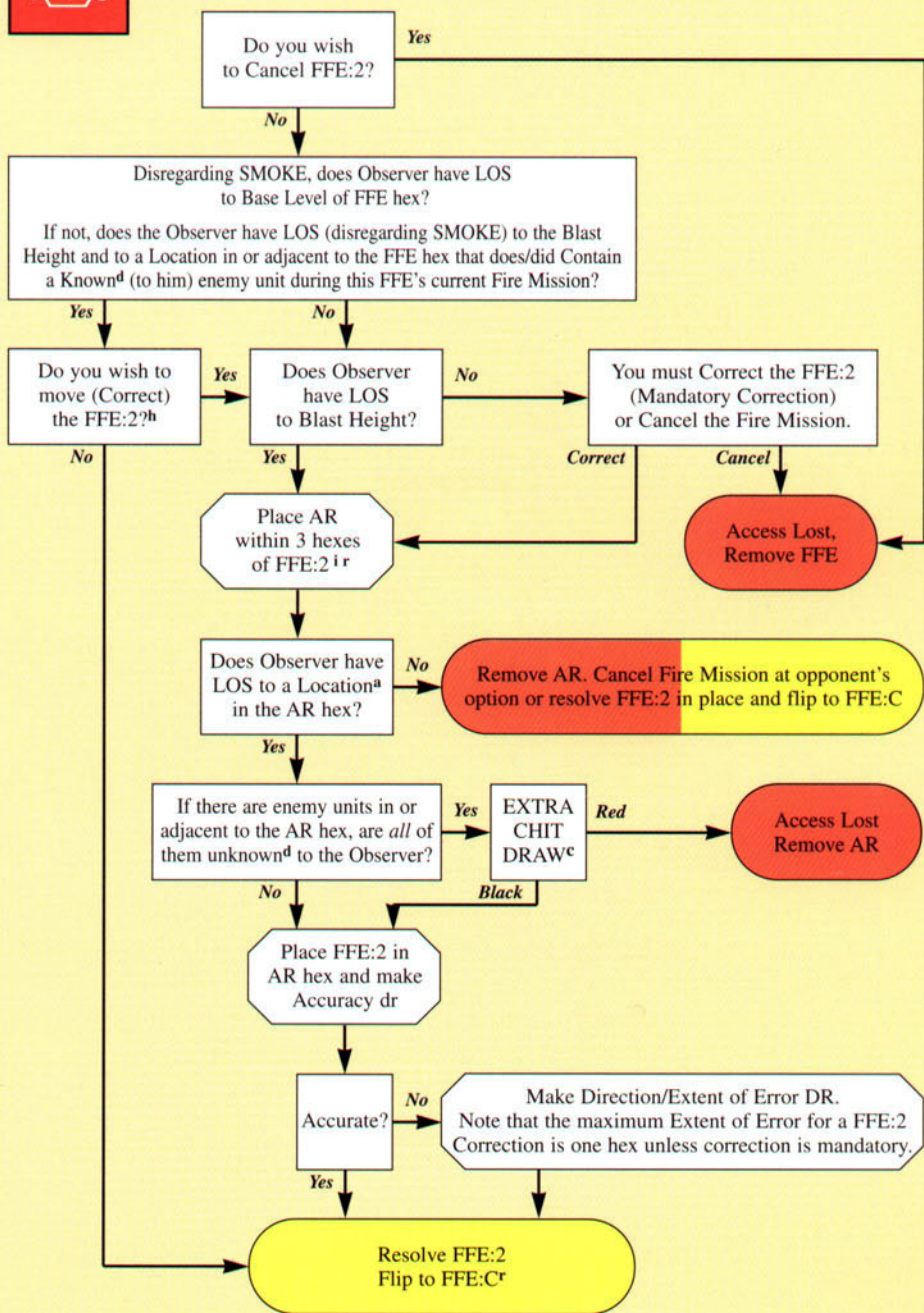 Do you wish
to Cancel FFE:2?
Yes
No
Disregarding SMOKE, does Observer have LOS
to Base Level of FFE hex?
If not, does the Observer have LOS (disregarding SMOKE) to the Blast
Height and to a Location in or adjacent to the FFE hex that does/did Contain
a Knownᵈ (to him) enemy unit during this FFE's current Fire Mission?
Yes
No
Do you wish to
move (Correct)
the FFE:2?ʰ
Yes
No
Does Observer
have LOS
to Blast Height?
No
Yes
You must Correct the FFE:2
(Mandatory Correction)
or Cancel the Fire Mission.
Correct
Cancel
Place AR
within 3 hexes
of FFE:2 ⁱ ʳ
Access Lost,
Remove FFE
Does Observer have
LOS to a Locationᵃ
in the AR hex?
No
Yes
Remove AR. Cancel Fire Mission at opponent's
option or resolve FFE:2 in place and flip to FFE:C
If there are enemy units in or
adjacent to the AR hex, are all of
them unknownᵈ to the Observer?
Yes
No
EXTRA
CHIT
DRAWᶜ
Red
Black
Access Lost
Remove AR
Place FFE:2 in
AR hex and make
Accuracy dr
Accurate?
No
Yes
Make Direction/Extent of Error DR.
Note that the maximum Extent of Error for a FFE:2
Correction is one hex unless correction is mandatory.
Resolve FFE:2
Flip to FFE:Cʳ